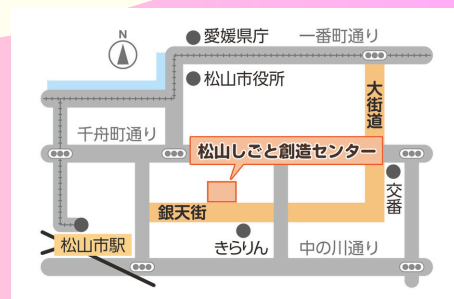 N
愛媛県庁
一番町通り
松山市役所
大街道
千舟町通り
松山しごと創造センター
交番
銀天街
松山市駅
きらりん
中の川通り